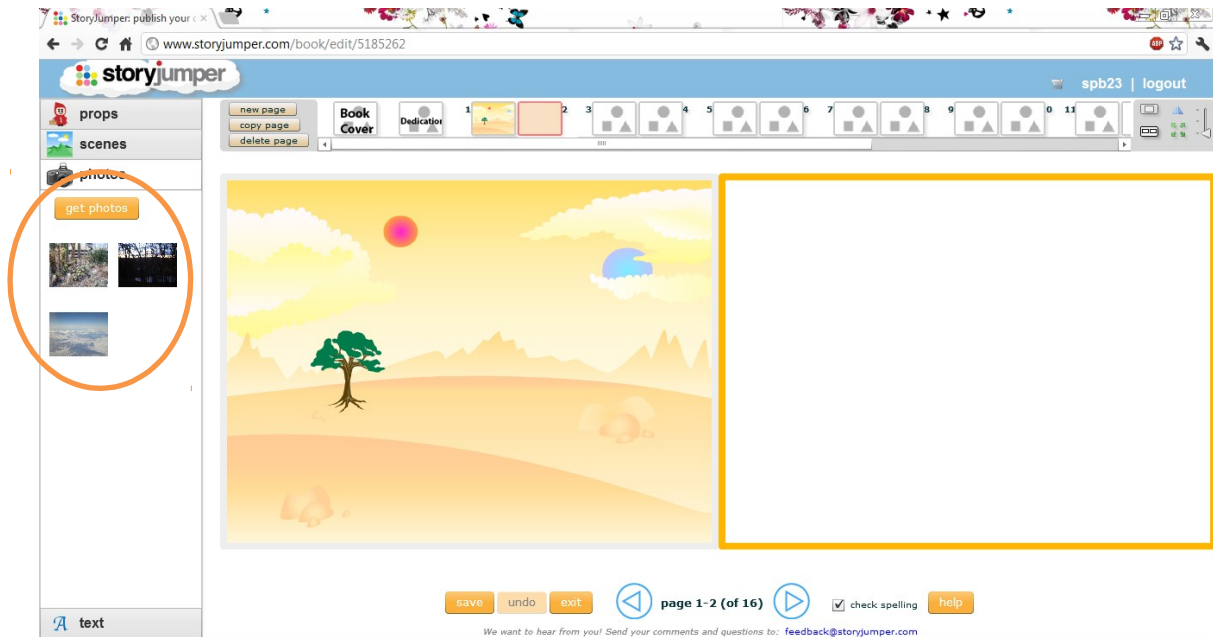 StoryJumper: publish your c
www.storyjumper.com/book/edit/5185262
ABP
storyjumper
spb23 | logout
props
scenes
photos
get photos
new page
copy page
delete page
Book
Cover
Dedication
1 2 3 4 5 6 7 8 9 0 11
save undo exit page 1-2 (of 16) check spelling help
We want to hear from you! Send your comments and questions to: feedback@storyjumper.com
A text